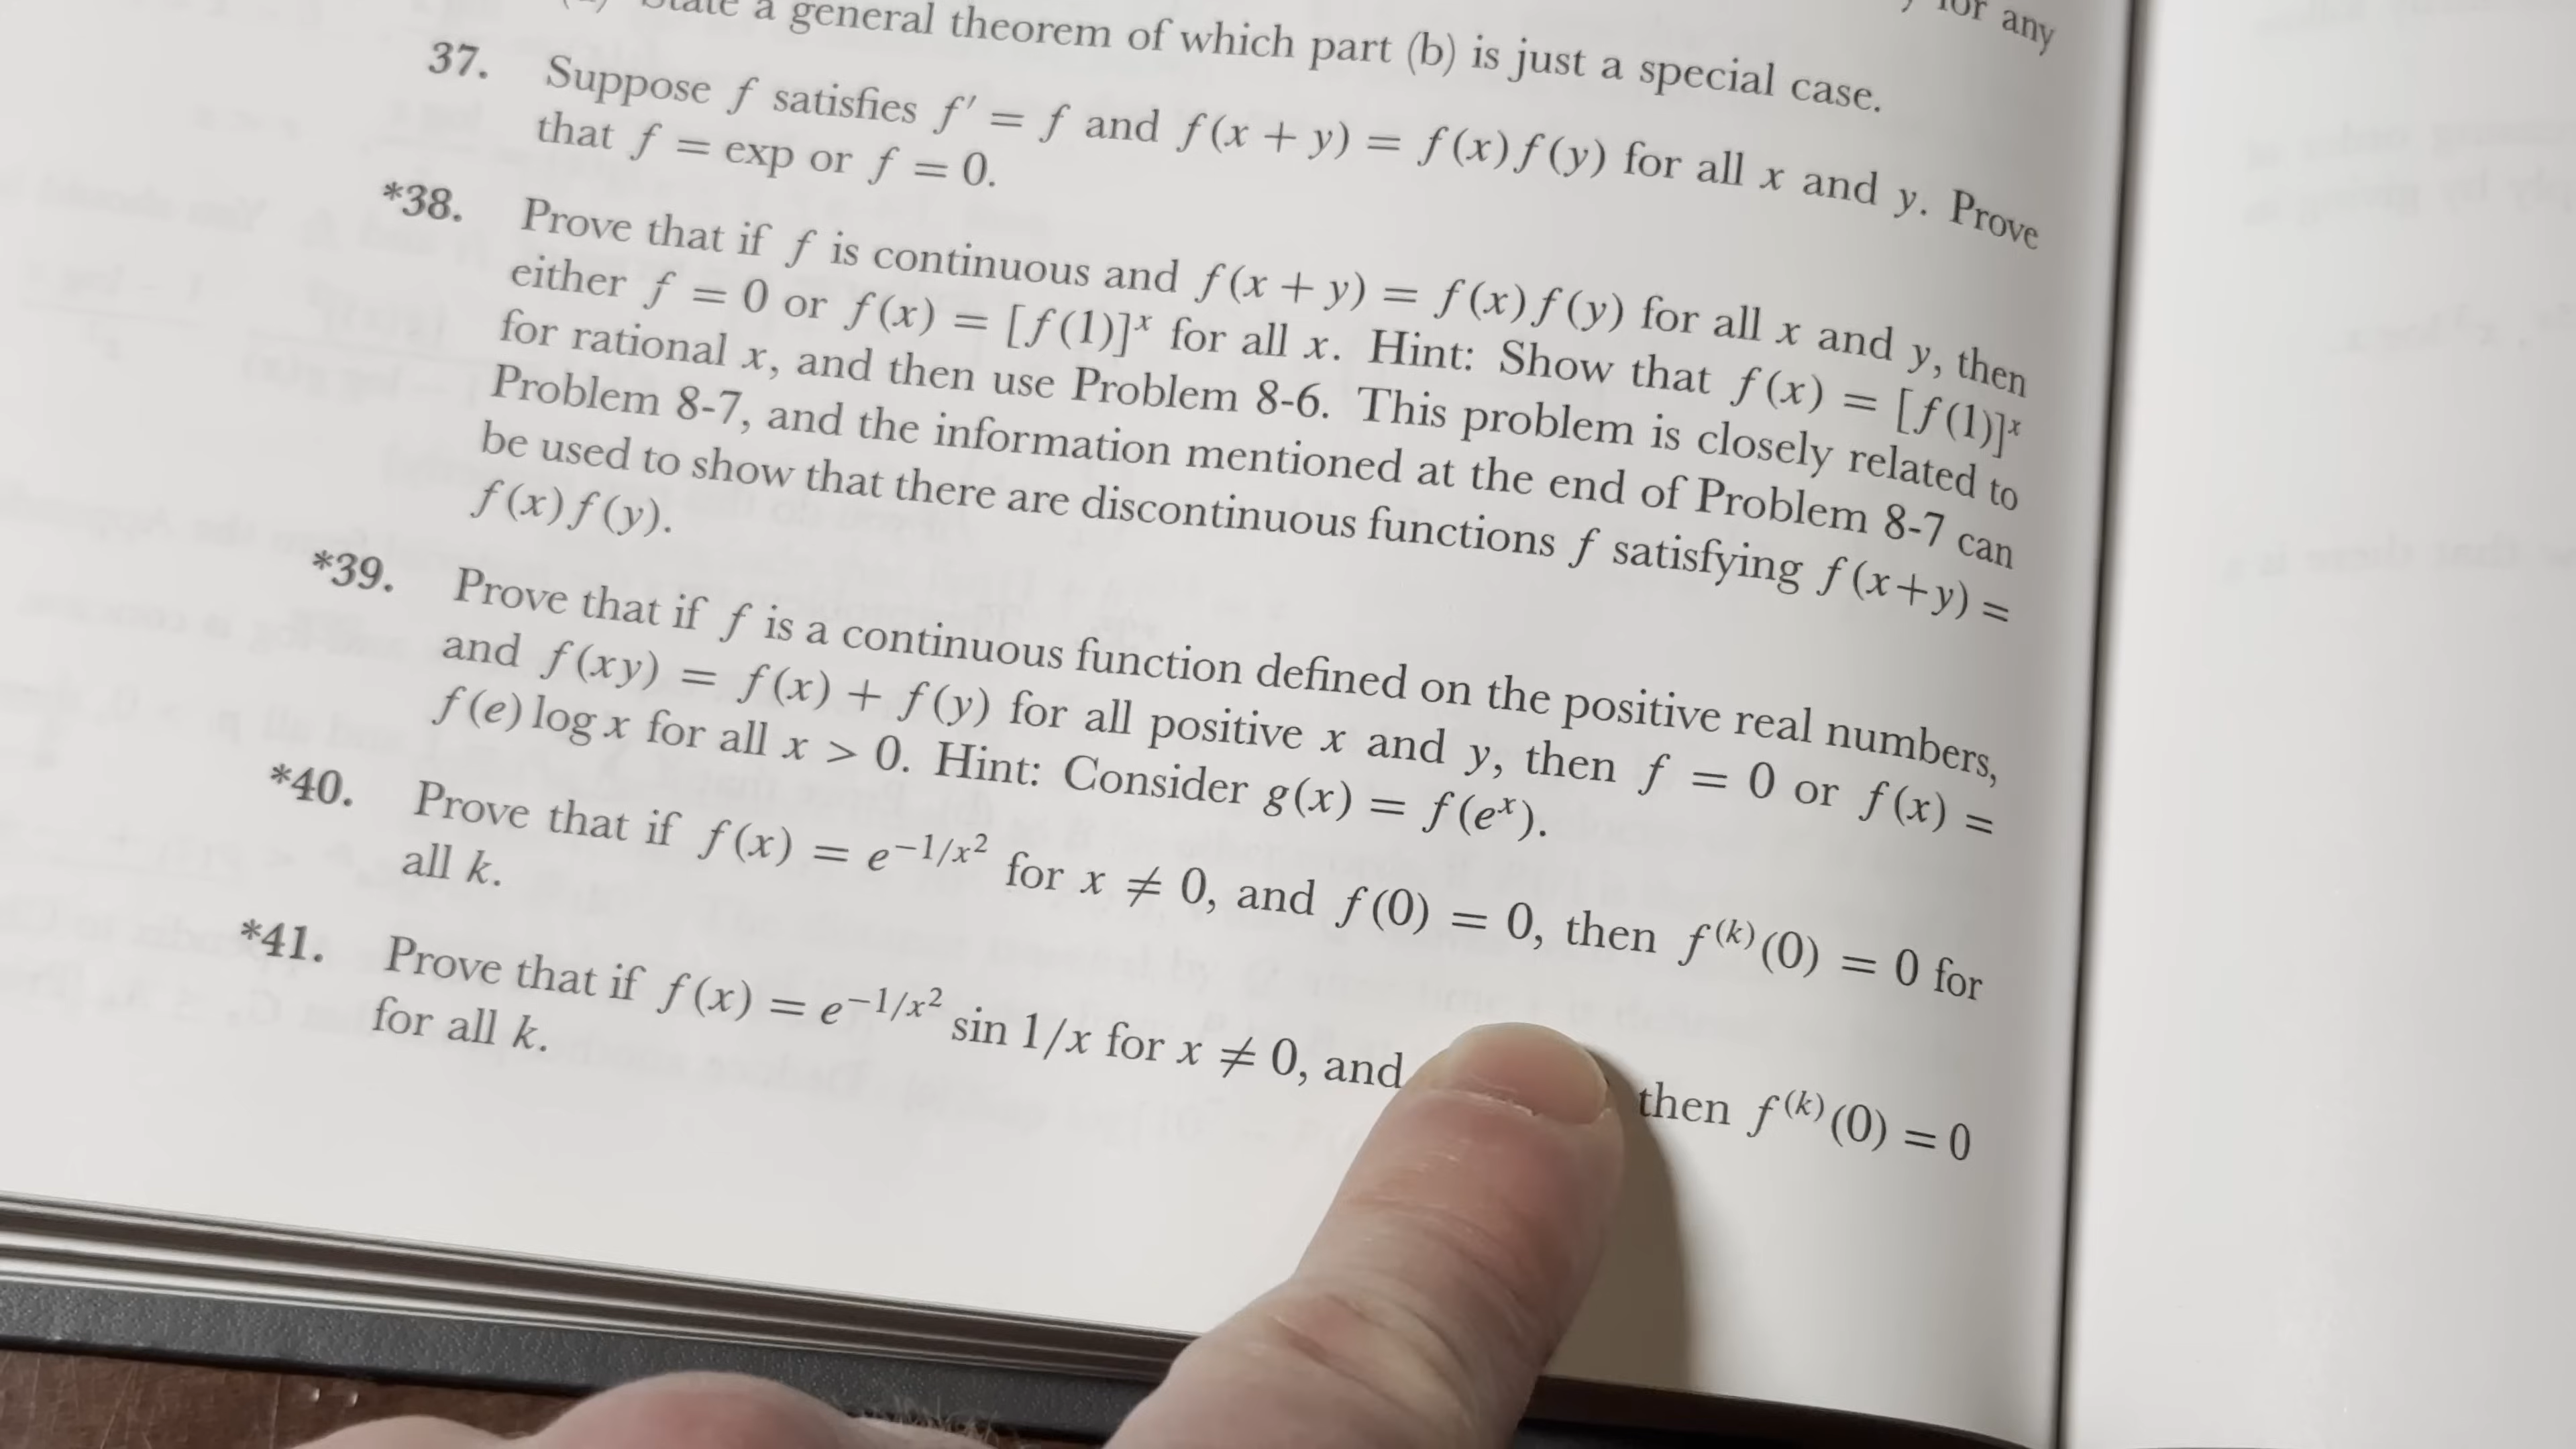 State a general theorem of which part (b) is just a special case.
for any
37. Suppose f satisfies f′ = f and f(x + y) = f(x)f(y) for all x and y. Prove
that f = exp or f = 0.
*38. Prove that if f is continuous and f(x + y) = f(x)f(y) for all x and y, then
either f = 0 or f(x) = [f(1)]ˣ for all x. Hint: Show that f(x) = [f(1)]ˣ
for rational x, and then use Problem 8-6. This problem is closely related to
Problem 8-7, and the information mentioned at the end of Problem 8-7 can
be used to show that there are discontinuous functions f satisfying f(x+y) =
f(x)f(y).
*39. Prove that if f is a continuous function defined on the positive real numbers,
and f(xy) = f(x) + f(y) for all positive x and y, then f = 0 or f(x) =
f(e) log x for all x > 0. Hint: Consider g(x) = f(eˣ).
*40. Prove that if f(x) = e^{−1/x²} for x ≠ 0, and f(0) = 0, then f⁽ᵏ⁾(0) = 0 for
all k.
*41. Prove that if f(x) = e^{−1/x²} sin 1/x for x ≠ 0, and then f⁽ᵏ⁾(0) = 0
for all k.